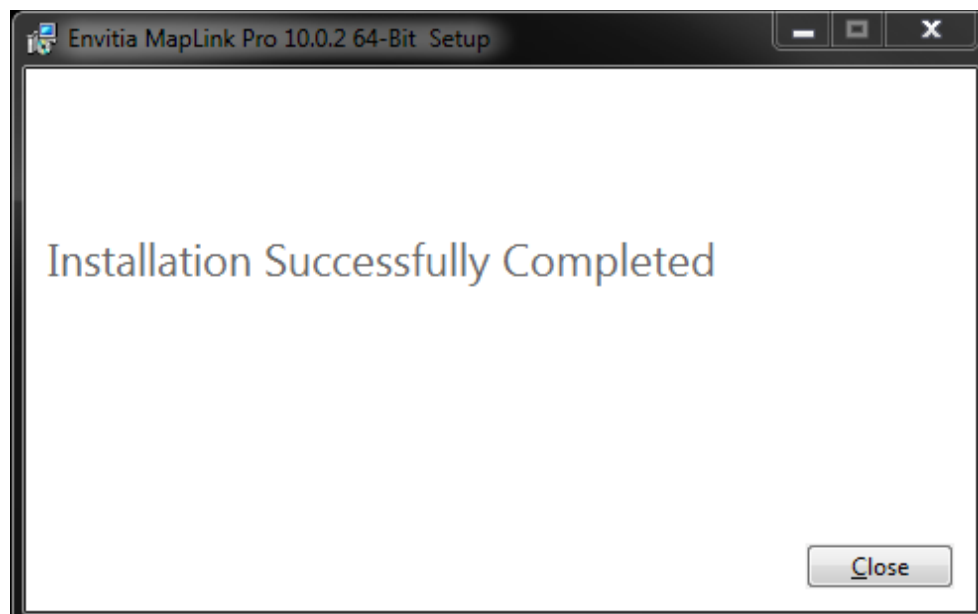 Envitia MapLink Pro 10.0.2 64-Bit  Setup
Installation Successfully Completed
Close